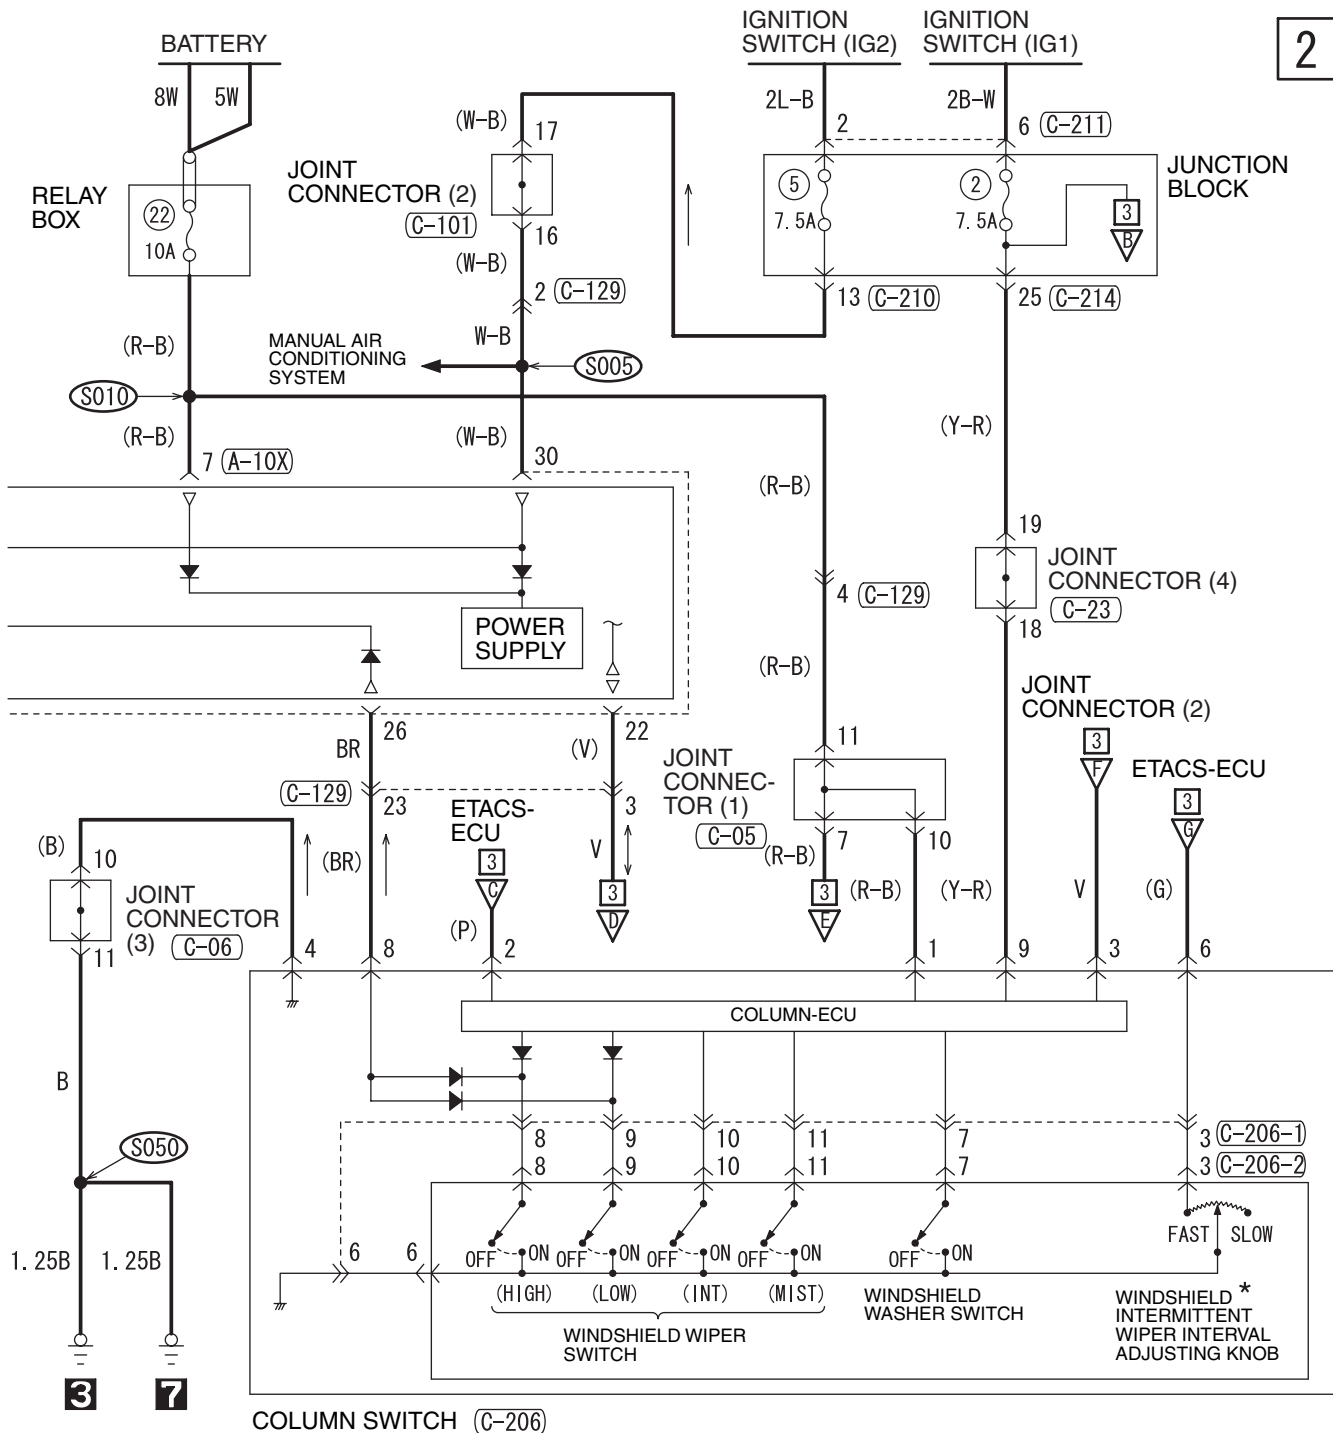 IGNITION
SWITCH (IG2)
IGNITION
SWITCH (IG1)
2
BATTERY
8W
5W
2L-B
2B-W
(W-B)
17
2
6 (C-211)
JOINT
CONNECTOR (2)
(C-101)
JUNCTION
BLOCK
RELAY
BOX
22
10A
5
7.5A
2
7.5A
3
B
16
(W-B)
2 (C-129)
13 (C-210)
25 (C-214)
W-B
(R-B)
MANUAL AIR
CONDITIONING
SYSTEM
S005
S010
(R-B)
(W-B)
(Y-R)
7 (A-10X)
30
(R-B)
19
JOINT
CONNECTOR (4)
(C-23)
18
4 (C-129)
POWER
SUPPLY
(R-B)
JOINT
CONNECTOR (2)
3
F
26
BR
(V)
22
11
JOINT
CONNEC-
TOR (1)
(C-05)
ETACS-ECU
3
G
(C-129)
23
3
ETACS-
ECU
3
C
(B)
10
(BR)
V
7
10
(R-B)
3
D
3
E
(R-B)
(Y-R)
V
(G)
JOINT
CONNECTOR
(3) (C-06)
11
(P)
4
8
2
1
9
3
6
COLUMN-ECU
B
8
9
10
11
7
3 (C-206-1)
8
9
10
11
7
3 (C-206-2)
S050
FAST
SLOW
1.25B
1.25B
6
6
OFF
ON
OFF
ON
OFF
ON
OFF
ON
OFF
ON
(HIGH)
(LOW)
(INT)
(MIST)
WINDSHIELD
WASHER SWITCH
WINDSHIELD *
INTERMITTENT
WIPER INTERVAL
ADJUSTING KNOB
WINDSHIELD WIPER
SWITCH
3
7
COLUMN SWITCH (C-206)